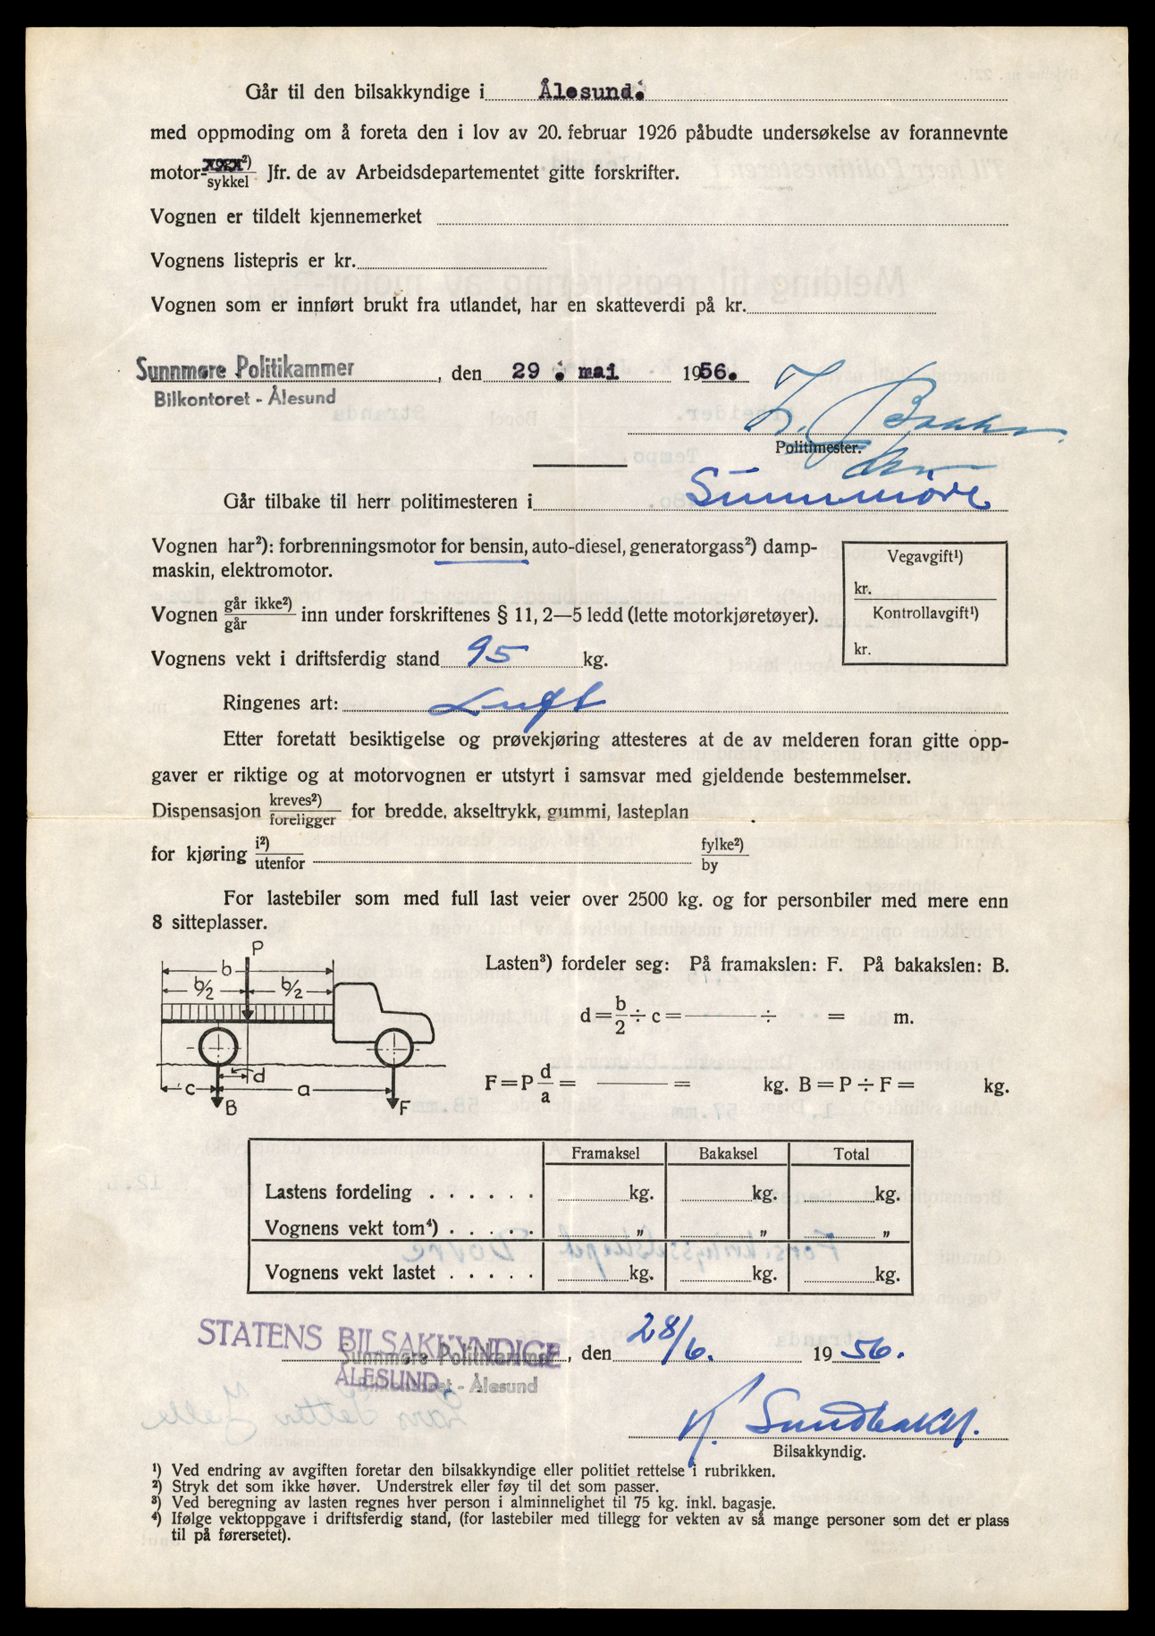 Går til den bilsakkyndige i Ålesund.
med oppmoding om å foreta den i lov av 20. februar 1926 påbudte undersøkelse av forannevnte
motor-xxxx²)/sykkel Jfr. de av Arbeidsdepartementet gitte forskrifter.
Vognen er tildelt kjennemerket
Vognens listepris er kr.
Vognen som er innført brukt fra utlandet, har en skatteverdi på kr.
Sunnmøre Politikammer, den 29. mai 1956.
Bilkontoret - Ålesund
Politimester.
Går tilbake til herr politimesteren i Sunnmøre
Vognen har²): forbrenningsmotor for bensin, auto-diesel, generatorgass²) damp-
maskin, elektromotor.
Vegavgift¹)
kr.
Kontrollavgift¹)
kr.
Vognen går ikke²)/går inn under forskriftenes § 11, 2—5 ledd (lette motorkjøretøyer).
Vognens vekt i driftsferdig stand 95 kg.
Ringenes art: Luft
Etter foretatt besiktigelse og prøvekjøring attesteres at de av melderen foran gitte opp-
gaver er riktige og at motorvognen er utstyrt i samsvar med gjeldende bestemmelser.
Dispensasjon kreves²)/foreligger for bredde, akseltrykk, gummi, lasteplan
for kjøring i²)/utenfor fylke²)/by
For lastebiler som med full last veier over 2500 kg. og for personbiler med mere enn
8 sitteplasser.
P
b
b/2 b/2
d
c a
B F
Lasten³) fordeler seg: På framakslen: F. På bakakslen: B.
d = b/2 ÷ c = ——— ÷ = m.
F = P d/a = ——— = kg. B = P ÷ F = kg.
Framaksel Bakaksel Total
Lastens fordeling . . . . . . kg. kg. kg.
Vognens vekt tom⁴) . . . . . „ „ „
Vognens vekt lastet . . . . . kg. kg. kg.
STATENS BILSAKKYNDIGE
Sunnmøre Politikammer, den 28/6. 1956.
ÅLESUND.
Bilkontoret - Ålesund
K. Sundbakk.
Bilsakkyndig.
¹) Ved endring av avgiften foretar den bilsakkyndige eller politiet rettelse i rubrikken.
²) Stryk det som ikke høver. Understrek eller føy til det som passer.
³) Ved beregning av lasten regnes hver person i alminnelighet til 75 kg. inkl. bagasje.
⁴) Ifølge vektoppgave i driftsferdig stand, (for lastebiler med tillegg for vekten av så mange personer som det er plass
til på førersetet).